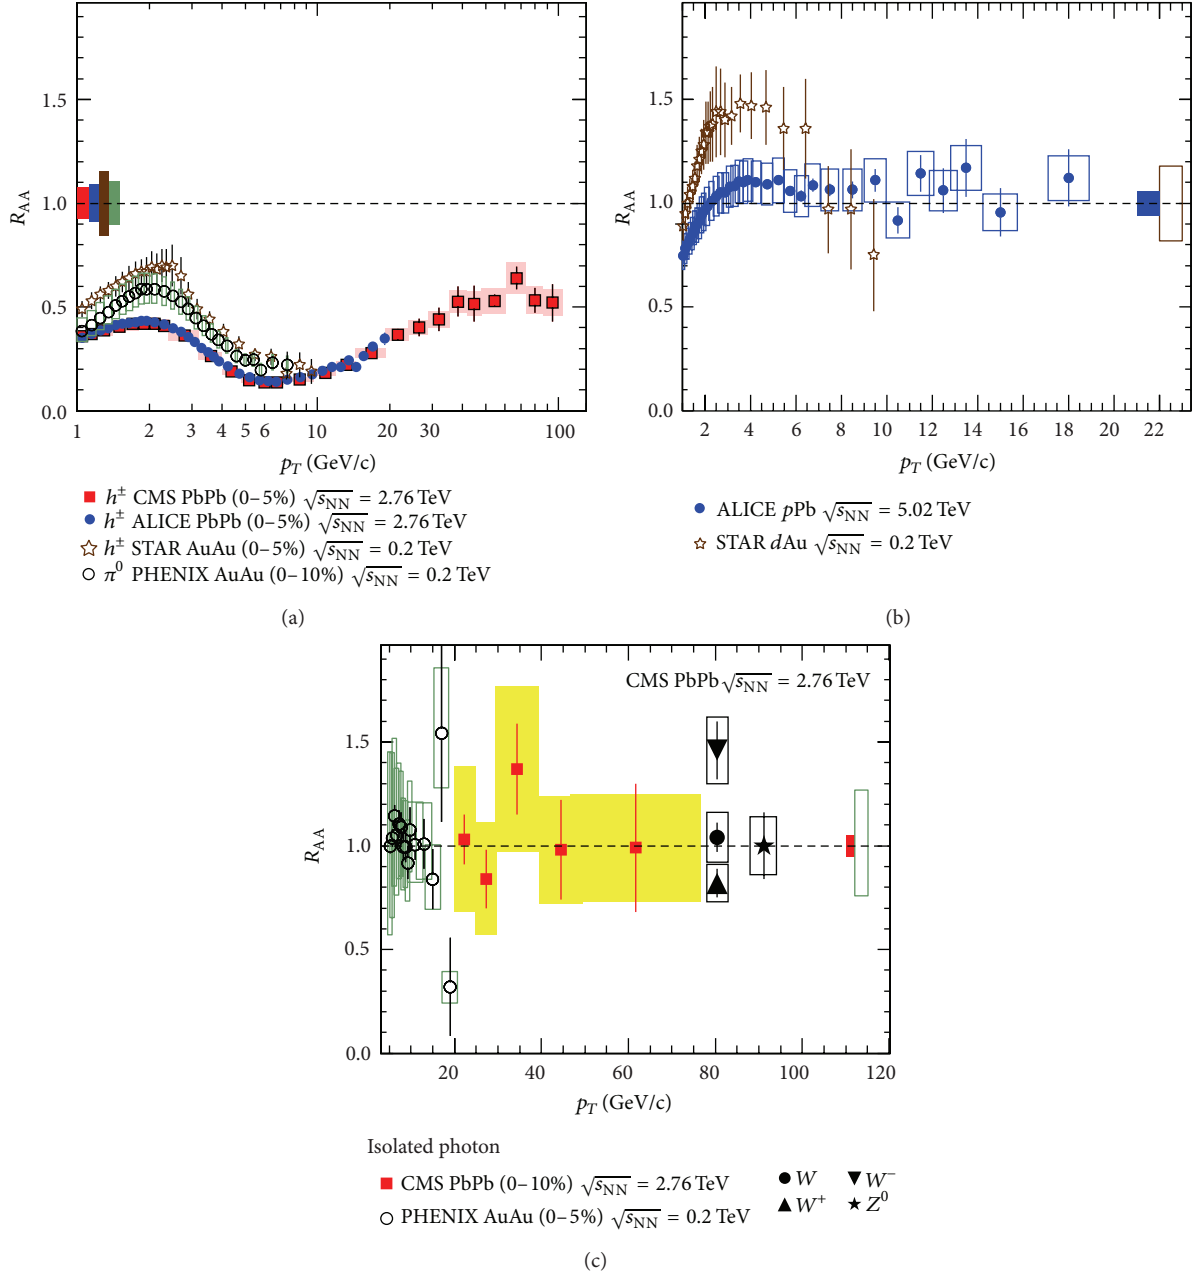 R_AA
1.5
1.0
0.5
0.0
1 2 3 4 5 6 10 20 30 100
p_T (GeV/c)
h^± CMS PbPb (0–5%) √s_NN = 2.76 TeV
h^± ALICE PbPb (0–5%) √s_NN = 2.76 TeV
h^± STAR AuAu (0–5%) √s_NN = 0.2 TeV
π^0 PHENIX AuAu (0–10%) √s_NN = 0.2 TeV
(a)
R_AA
1.5
1.0
0.5
0.0
2 4 6 8 10 12 14 16 18 20 22
p_T (GeV/c)
ALICE pPb √s_NN = 5.02 TeV
STAR dAu √s_NN = 0.2 TeV
(b)
CMS PbPb √s_NN = 2.76 TeV
R_AA
1.5
1.0
0.5
0.0
20 40 60 80 100 120
p_T (GeV/c)
Isolated photon
CMS PbPb (0–10%) √s_NN = 2.76 TeV
PHENIX AuAu (0–5%) √s_NN = 0.2 TeV
W W^−
W^+ Z^0
(c)